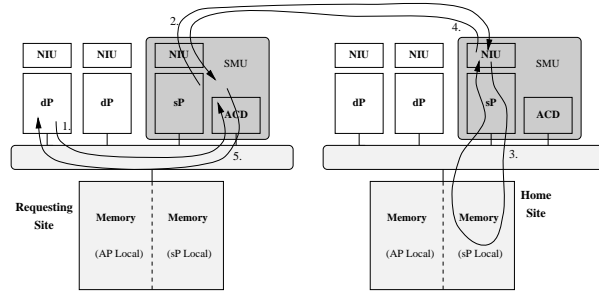 2.
4.
NIU
NIU
NIU
SMU
NIU
NIU
NIU
SMU
dP
dP
sP
ACD
dP
dP
sP
ACD
1.
5.
3.
Requesting
Site
Memory
Memory
(AP Local)
(sP Local)
Memory
Memory
(AP Local)
(sP Local)
Home
Site